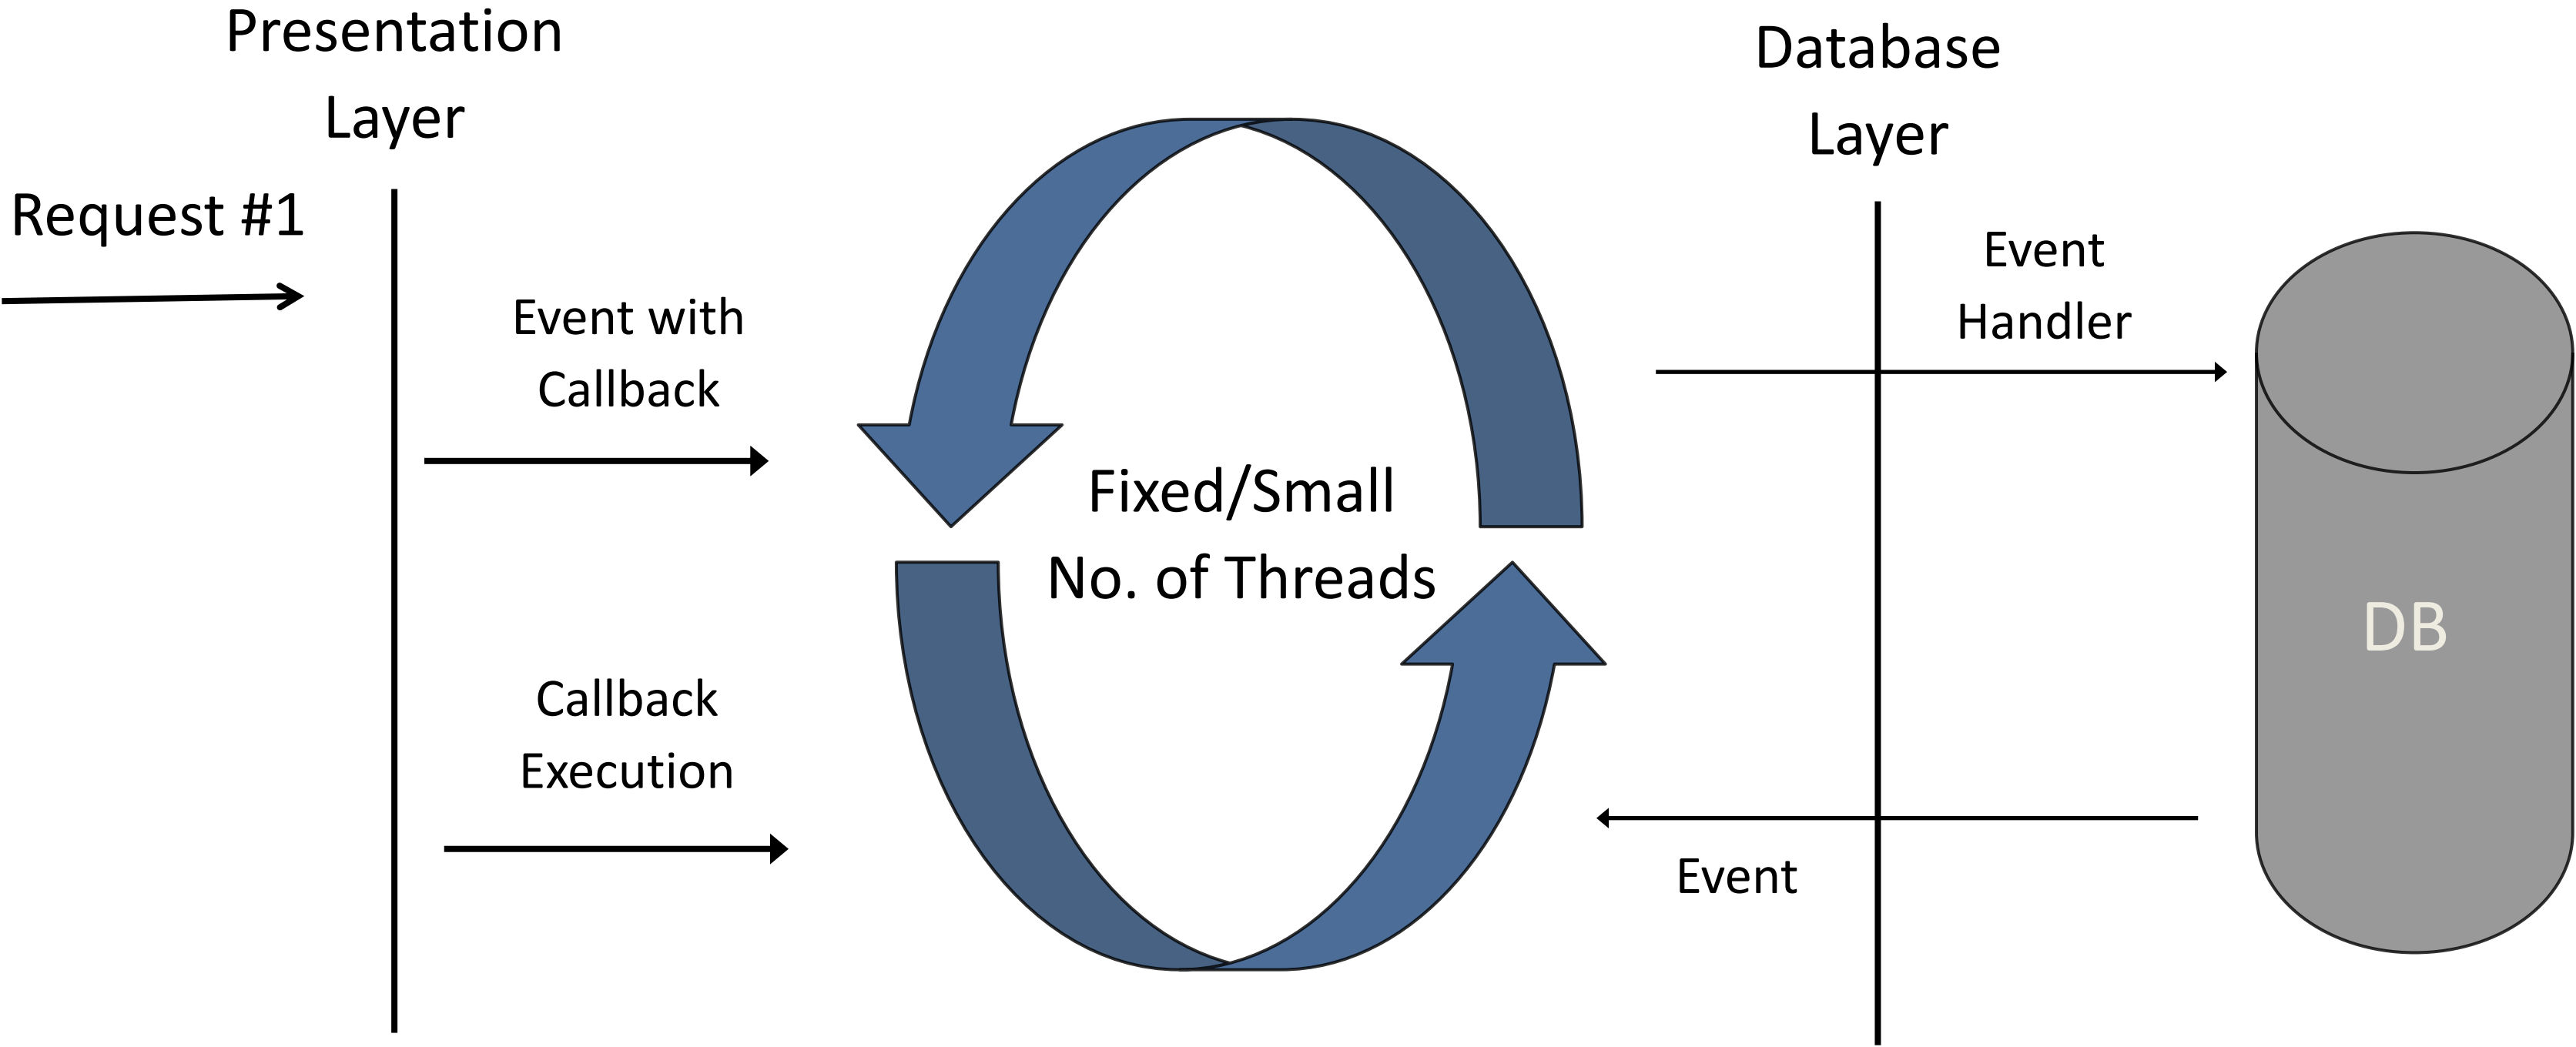 Presentation
Layer
Request #1
Event with
Callback
Callback
Execution
Fixed/Small
No. of Threads
Database
Layer
Event
Handler
Event
DB